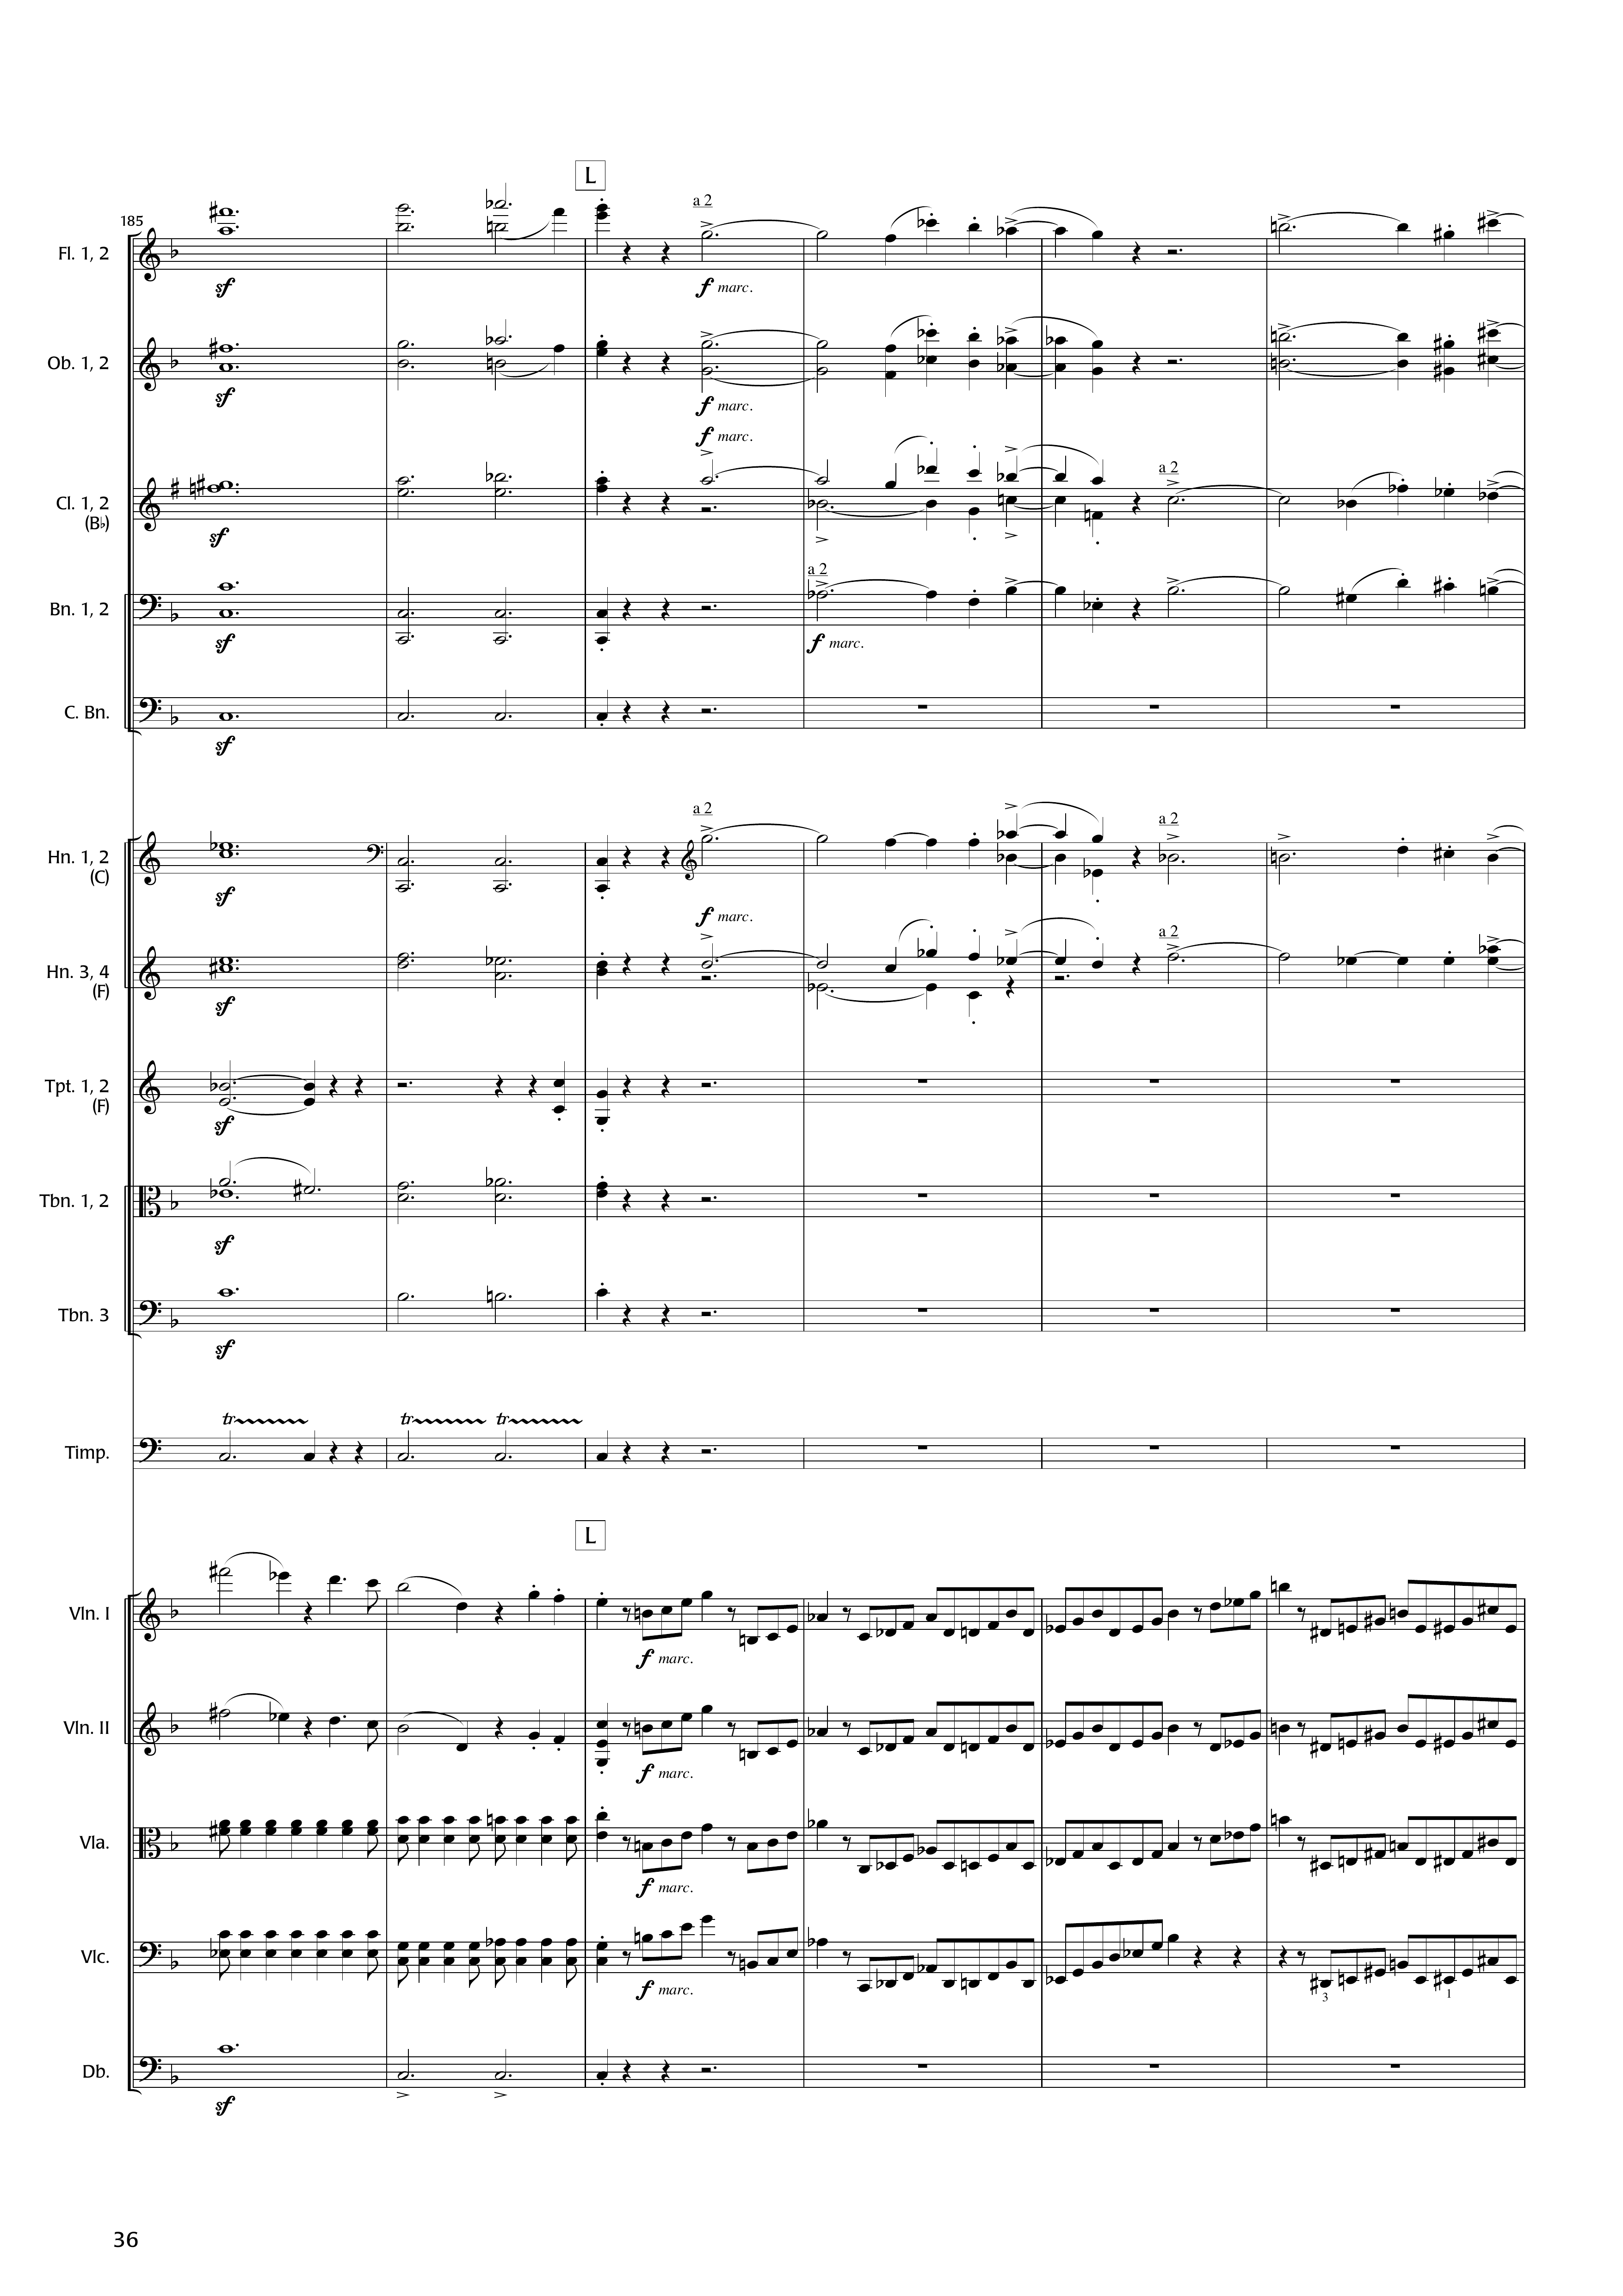 L
185
a 2
Fl. 1, 2
sf
f marc.
Ob. 1, 2
sf
f marc.
f marc.
Cl. 1, 2
(B♭)
a 2
sf
Bn. 1, 2
a 2
sf
f marc.
C. Bn.
sf
a 2
a 2
Hn. 1, 2
(C)
sf
f marc.
Hn. 3, 4
(F)
a 2
sf
Tpt. 1, 2
(F)
sf
Tbn. 1, 2
sf
Tbn. 3
sf
tr tr tr
Timp.
L
Vln. I
f marc.
Vln. II
f marc.
Vla.
f marc.
Vlc.
f marc.
3 1
Db.
sf
36